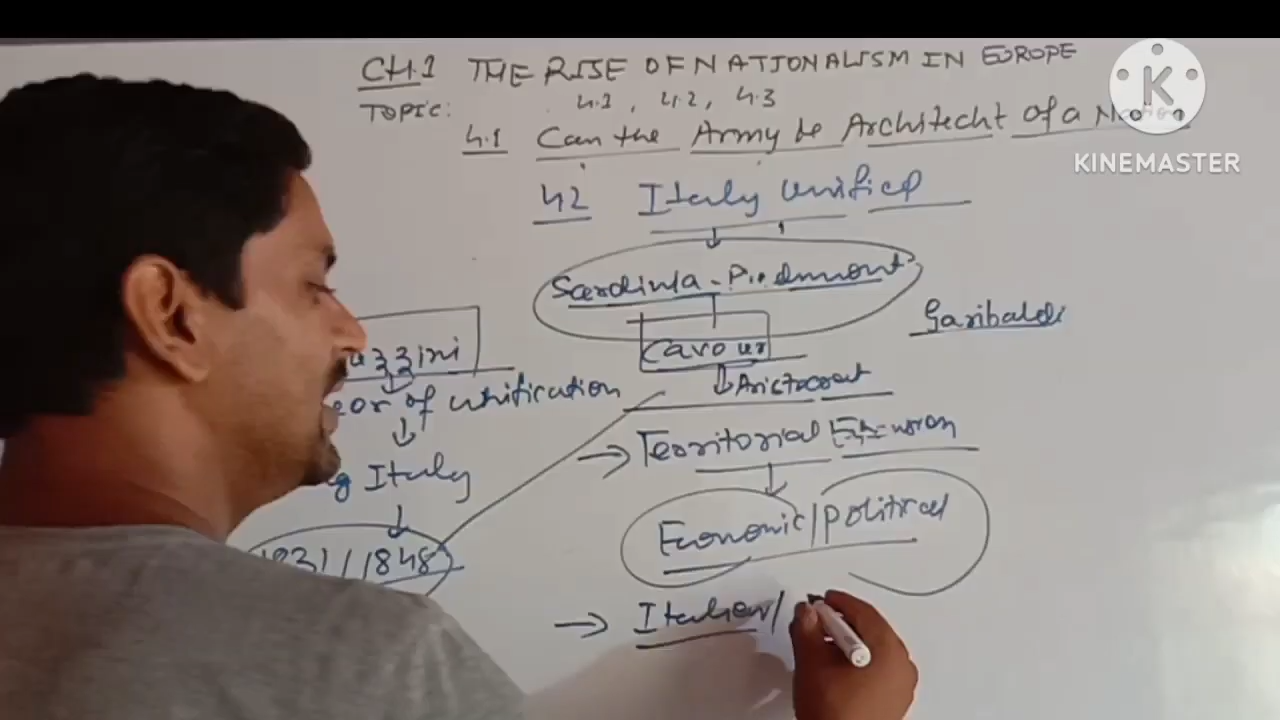 CH.1 THE RISE OF NATIONALISM IN EUROPE
TOPIC: 4.1, 4.2, 4.3
4.1 Can the Army be Architecht Of a
4.2 Italy Unified
Sardinia-Piedmont
Garibaldi
Cavour
Aristocrat
of unification
Italy
/1848
→ Territorial
Economic/Political
→ Italian/
K
KINEMASTER